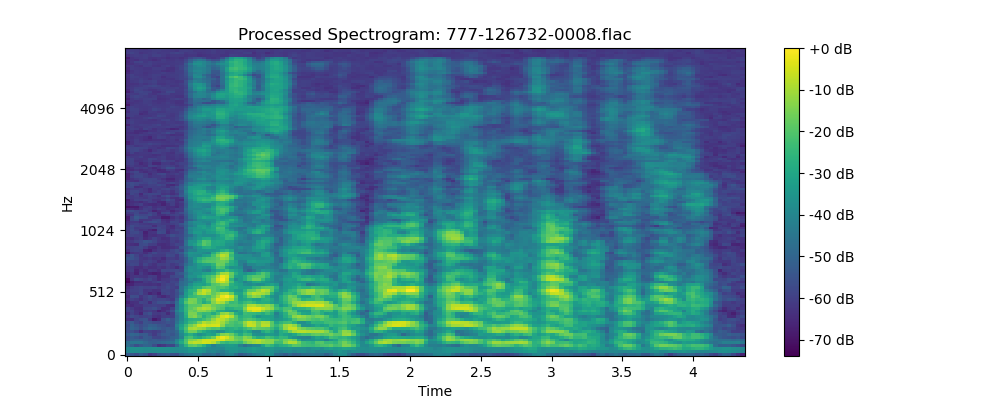 Processed Spectrogram: 777-126732-0008.flac
Hz
4096
2048
1024
512
0
0 0.5 1 1.5 2 2.5 3 3.5 4
Time
+0 dB
-10 dB
-20 dB
-30 dB
-40 dB
-50 dB
-60 dB
-70 dB